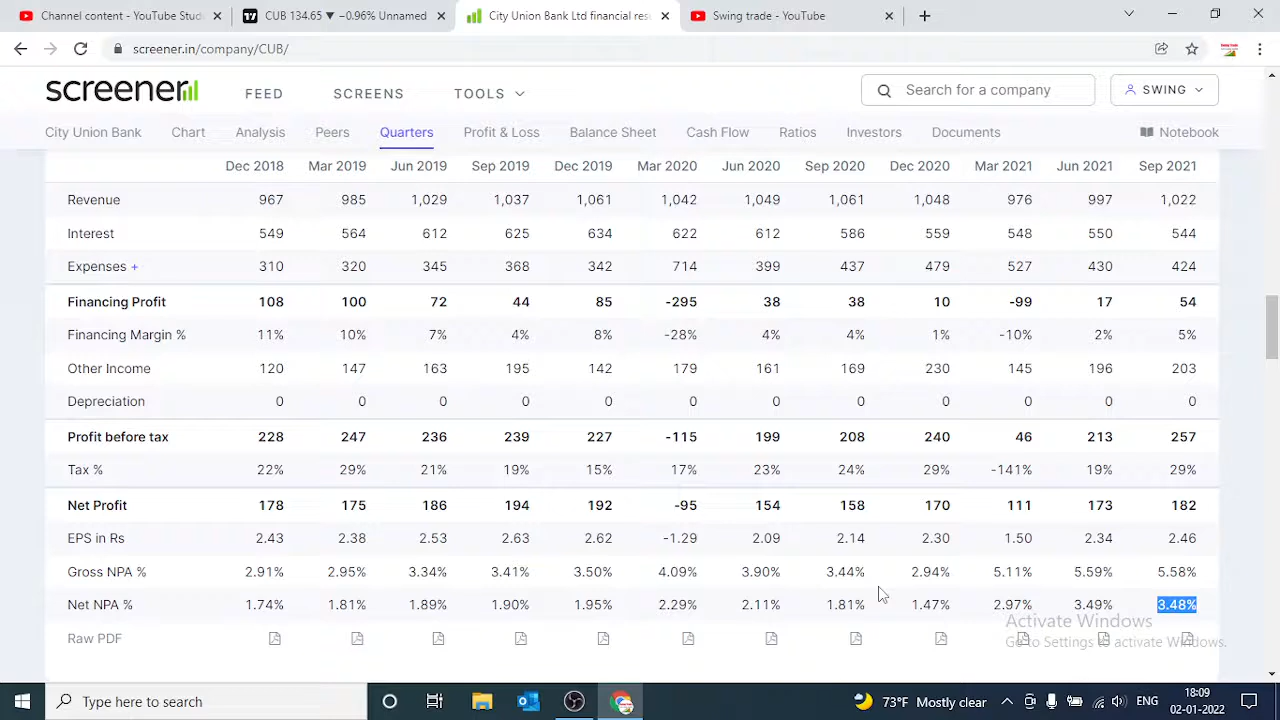 CUB products - YouTube Stud
CUB 134.65 ▼ −0.96% Unnamed
City Union Bank Ltd financial res
Swing trade - YouTube
screener.in/company/CUB/
screener
FEED SCREENS TOOLS
Search for a company
SWING
City Union Bank Chart Analysis Peers Quarters Profit & Loss Balance Sheet Cash Flow Ratios Investors Documents Notebook
Dec 2018 Mar 2019 Jun 2019 Sep 2019 Dec 2019 Mar 2020 Jun 2020 Sep 2020 Dec 2020 Mar 2021 Jun 2021 Sep 2021
Revenue 967 985 1,029 1,037 1,061 1,042 1,049 1,061 1,048 976 997 1,022
Interest 549 564 612 625 634 622 612 586 559 548 550 544
Expenses + 310 320 345 368 342 714 399 437 479 527 430 424
Financing Profit 108 100 72 44 85 -295 38 38 10 -99 17 54
Financing Margin % 11% 10% 7% 4% 8% -28% 4% 4% 1% -10% 2% 5%
Other Income 120 147 163 195 142 179 161 169 230 145 196 203
Depreciation 0 0 0 0 0 0 0 0 0 0 0 0
Profit before tax 228 247 236 239 227 -115 199 208 240 46 213 257
Tax % 22% 29% 21% 19% 15% 17% 23% 24% 29% -141% 19% 29%
Net Profit 178 175 186 194 192 -95 154 158 170 111 173 182
EPS in Rs 2.43 2.38 2.53 2.63 2.62 -1.29 2.09 2.14 2.30 1.50 2.34 2.46
Gross NPA % 2.91% 2.95% 3.34% 3.41% 3.50% 4.09% 3.90% 3.44% 2.94% 5.11% 5.59% 5.58%
Net NPA % 1.74% 1.81% 1.89% 1.90% 1.95% 2.29% 2.11% 1.81% 1.47% 2.97% 3.49% 3.48%
Raw PDF
Activate Windows
Go to Settings to activate Windows.
Type here to search
73°F Mostly clear
ENG
18:09
02-01-2022